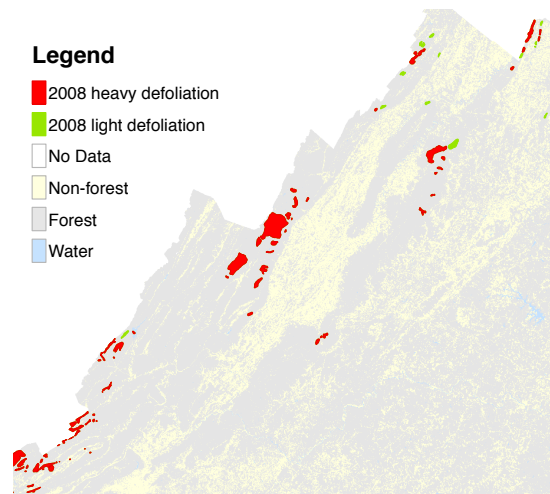 Legend
2008 heavy defoliation
2008 light defoliation
No Data
Non-forest
Forest
Water